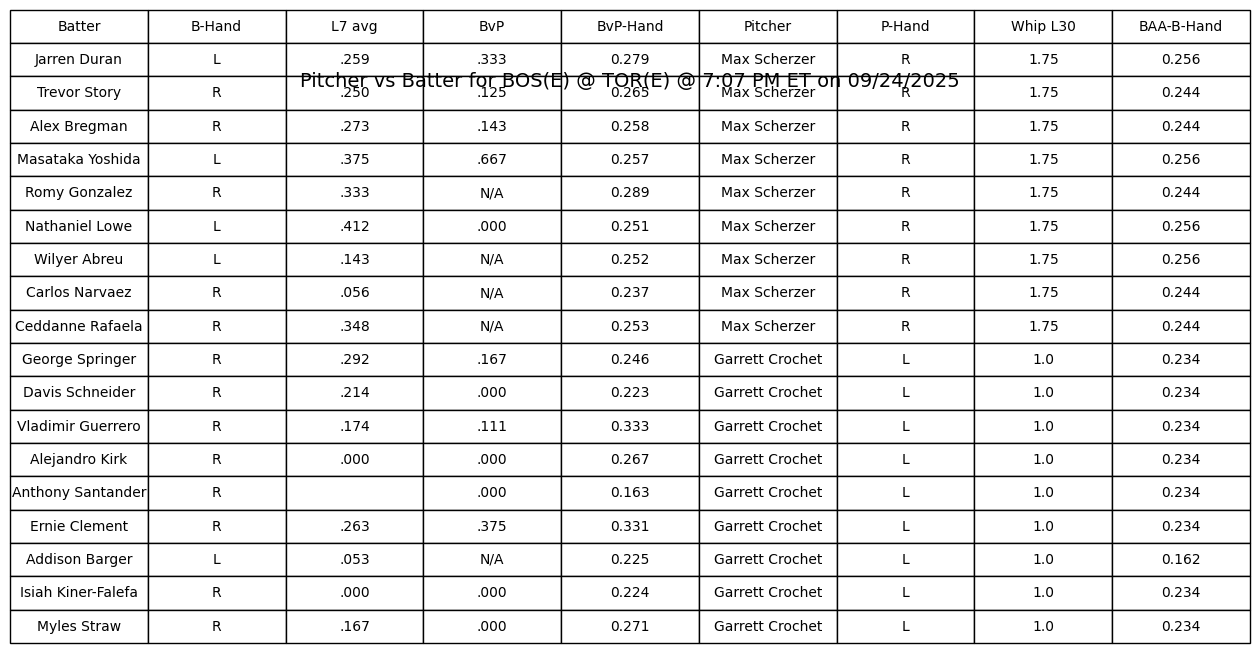 Batter B-Hand L7 avg BvP BvP-Hand Pitcher P-Hand Whip L30 BAA-B-Hand
Jarren Duran L .259 .333 0.279 Max Scherzer R 1.75 0.256
Pitcher vs Batter for BOS(E) @ TOR(E) @ 7:07 PM ET on 09/24/2025
Trevor Story R .250 .125 0.265 Max Scherzer R 1.75 0.244
Alex Bregman R .273 .143 0.258 Max Scherzer R 1.75 0.244
Masataka Yoshida L .375 .667 0.257 Max Scherzer R 1.75 0.256
Romy Gonzalez R .333 N/A 0.289 Max Scherzer R 1.75 0.244
Nathaniel Lowe L .412 .000 0.251 Max Scherzer R 1.75 0.256
Wilyer Abreu L .143 N/A 0.252 Max Scherzer R 1.75 0.256
Carlos Narvaez R .056 N/A 0.237 Max Scherzer R 1.75 0.244
Ceddanne Rafaela R .348 N/A 0.253 Max Scherzer R 1.75 0.244
George Springer R .292 .167 0.246 Garrett Crochet L 1.0 0.234
Davis Schneider R .214 .000 0.223 Garrett Crochet L 1.0 0.234
Vladimir Guerrero R .174 .111 0.333 Garrett Crochet L 1.0 0.234
Alejandro Kirk R .000 .000 0.267 Garrett Crochet L 1.0 0.234
Anthony Santander R .000 0.163 Garrett Crochet L 1.0 0.234
Ernie Clement R .263 .375 0.331 Garrett Crochet L 1.0 0.234
Addison Barger L .053 N/A 0.225 Garrett Crochet L 1.0 0.162
Isiah Kiner-Falefa R .000 .000 0.224 Garrett Crochet L 1.0 0.234
Myles Straw R .167 .000 0.271 Garrett Crochet L 1.0 0.234